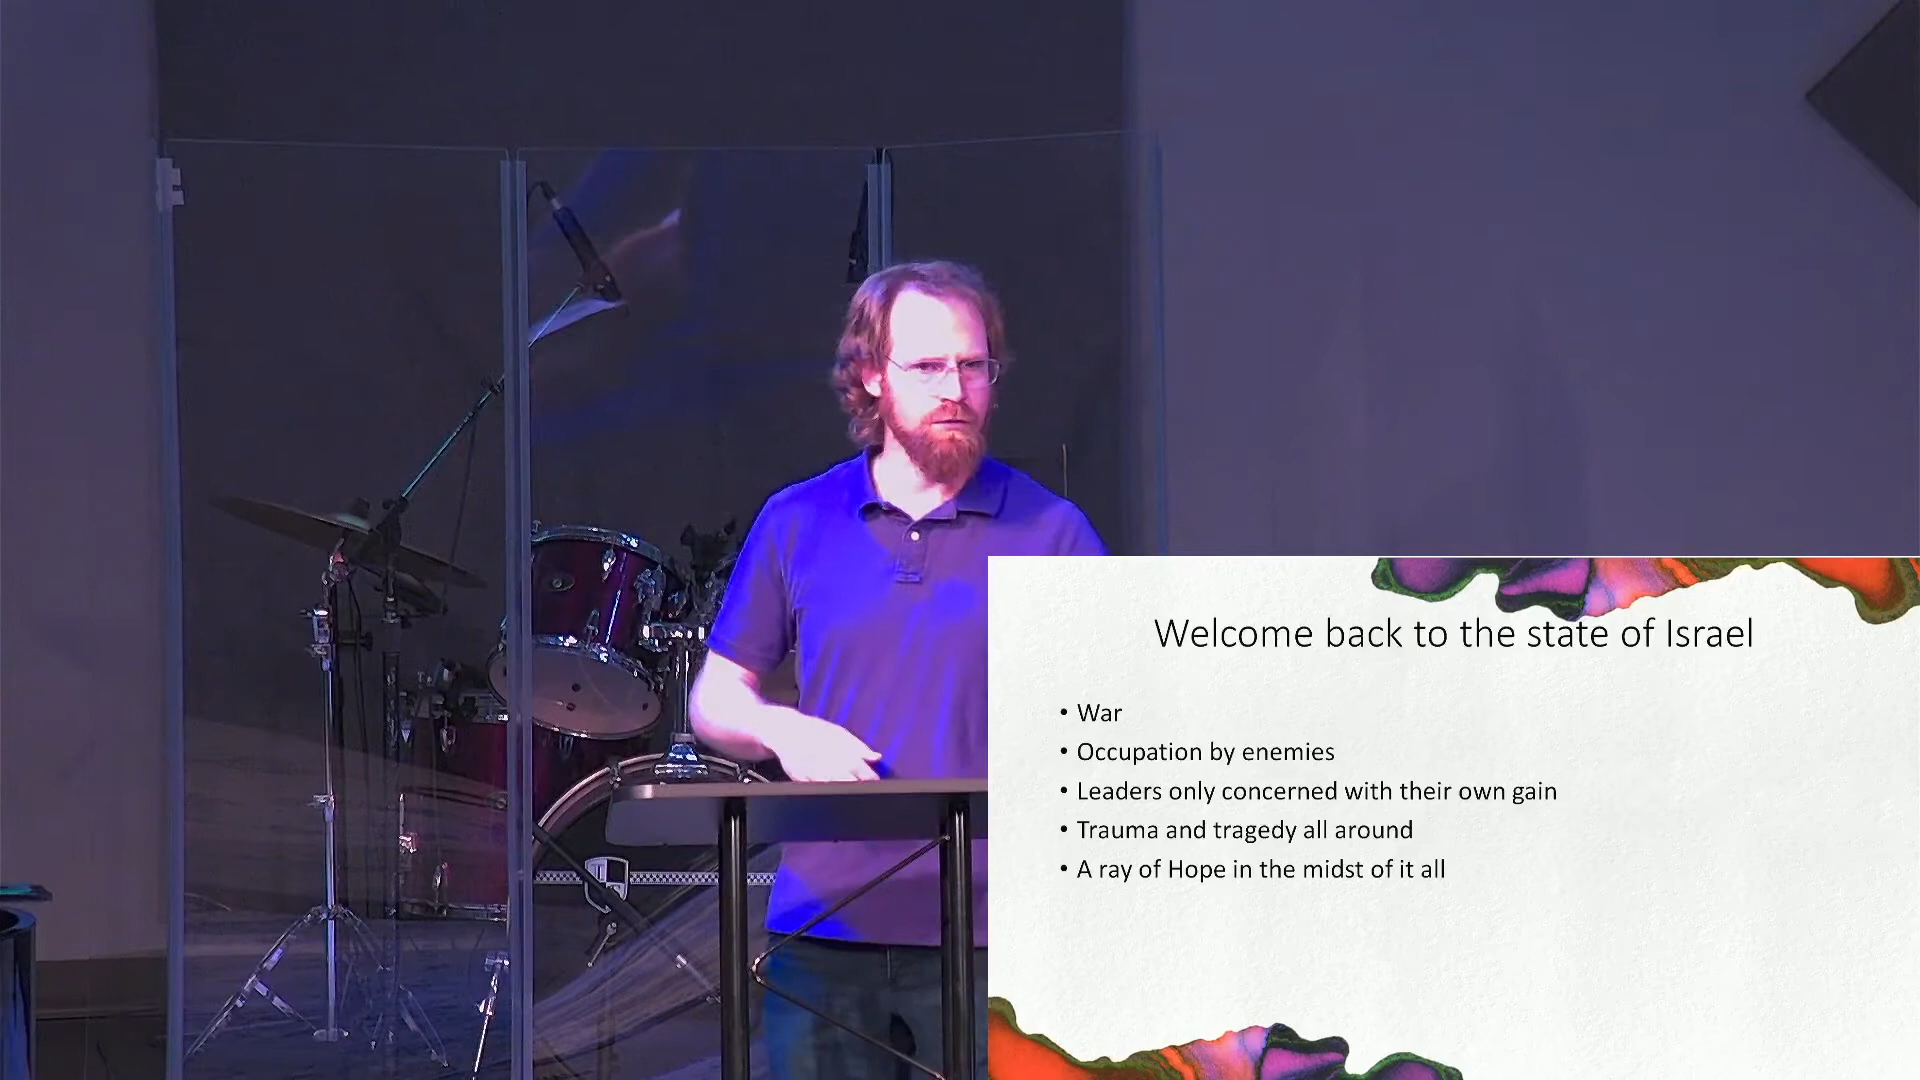 Welcome back to the state of Israel
• War
• Occupation by enemies
• Leaders only concerned with their own gain
• Trauma and tragedy all around
• A ray of Hope in the midst of it all